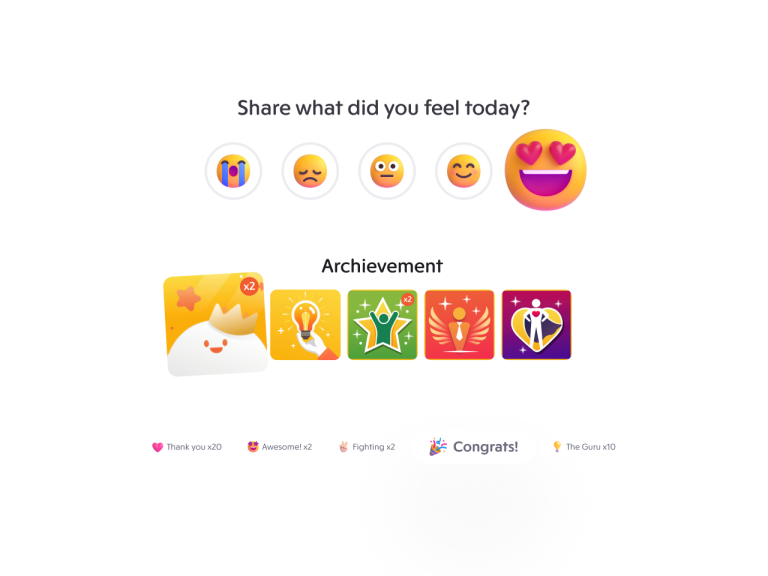 Share what did you feel today?
Archievement
x2
x2
Thank you x20
Awesome! x2
Fighting x2
Congrats!
The Guru x10